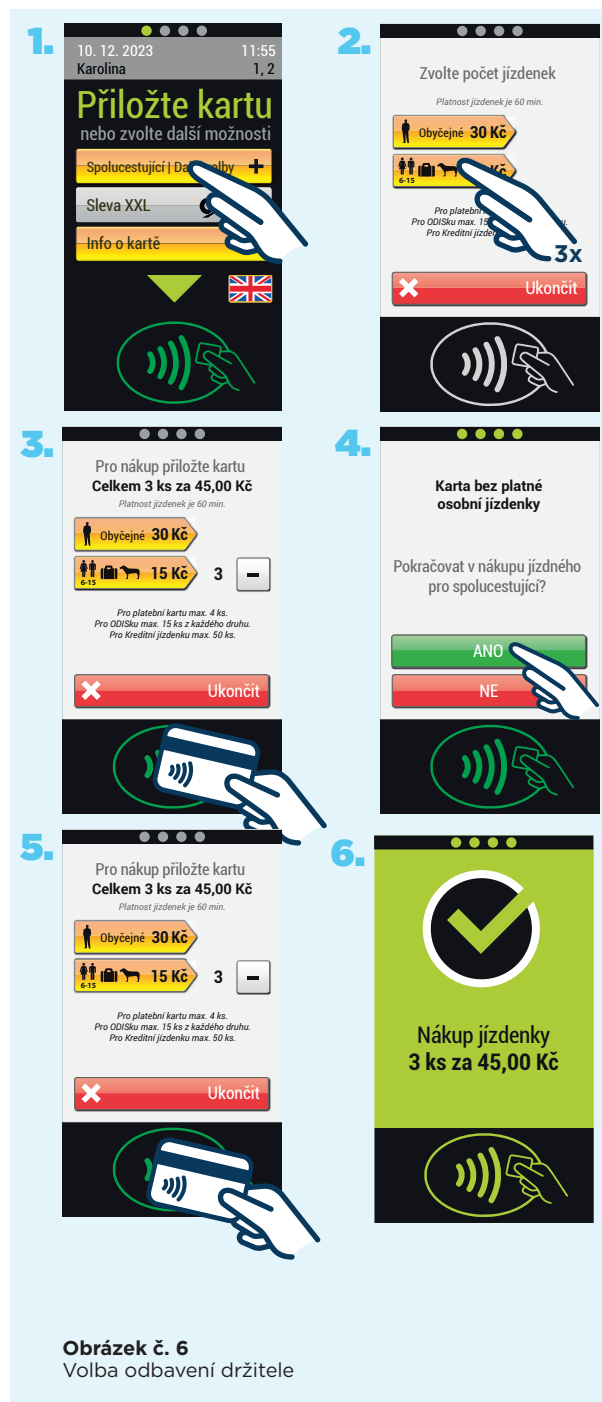 1.
10. 12. 2023 11:55
Karolina 1, 2
Přiložte kartu
nebo zvolte další možnosti
Spolucestující | Da
+
Sleva XXL
Info o kartě
2.
Zvolte počet jízdenek
Platnost jízdenek je 60 min.
Obyčejné 30 Kč
6-15 Kč
Pro platební
Pro ODISku max. 15
Pro Kreditní
3x
Ukončit
3.
Pro nákup přiložte kartu
Celkem 3 ks za 45,00 Kč
Platnost jízdenek je 60 min.
Obyčejné 30 Kč
6-15 15 Kč 3 -
Pro platební kartu max. 4 ks.
Pro ODISku max. 15 ks z každého druhu.
Pro Kreditní jízdenku max. 50 ks.
Ukončit
4.
Karta bez platné
osobní jízdenky
Pokračovat v nákupu jízdného
pro spolucestující?
ANO
NE
5.
Pro nákup přiložte kartu
Celkem 3 ks za 45,00 Kč
Platnost jízdenek je 60 min.
Obyčejné 30 Kč
6-15 15 Kč 3 -
Pro platební kartu max. 4 ks.
Pro ODISku max. 15 ks z každého druhu.
Pro Kreditní jízdenku max. 50 ks.
Ukončit
6.
Nákup jízdenky
3 ks za 45,00 Kč
Obrázek č. 6
Volba odbavení držitele